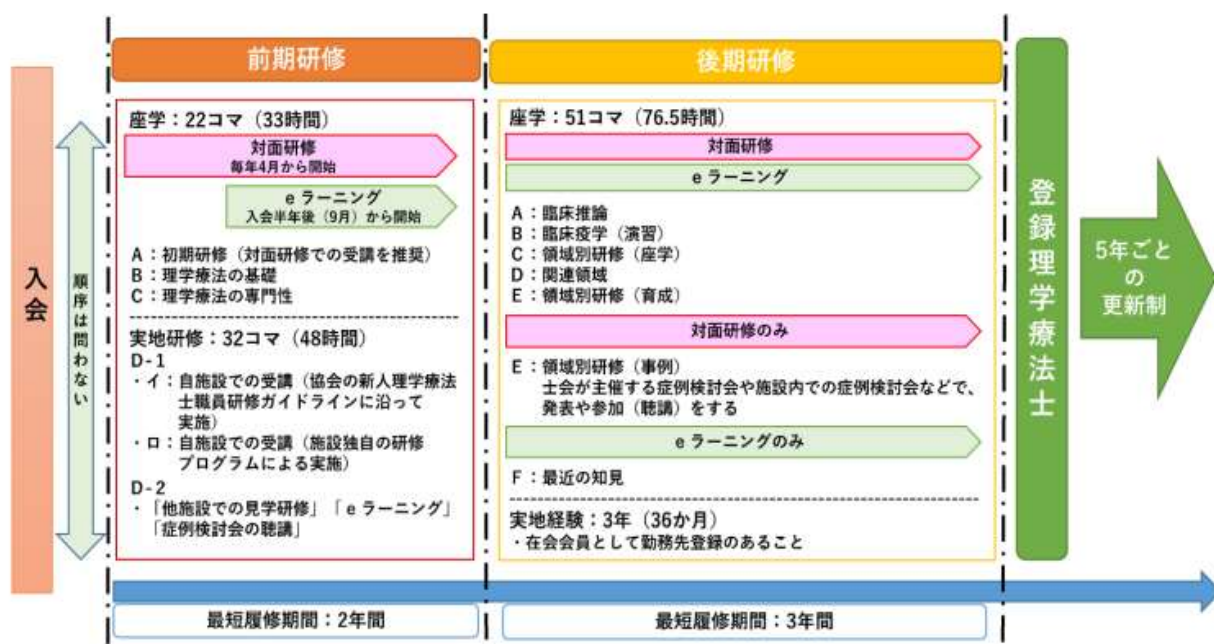 入会
順序は問わない
前期研修
座学：22コマ（33時間）
対面研修
毎年4月から開始
e ラーニング
入会半年後（9月）から開始
A：初期研修（対面研修での受講を推奨）
B：理学療法の基礎
C：理学療法の専門性
実地研修：32コマ（48時間）
D-1
・イ：自施設での受講（協会の新人理学療法
士職員研修ガイドラインに沿って
実施）
・ロ：自施設での受講（施設独自の研修
プログラムによる実施）
D-2
・「他施設での見学研修」「e ラーニング」
「症例検討会の聴講」
最短履修期間：2年間
後期研修
座学：51コマ（76.5時間）
対面研修
e ラーニング
A：臨床推論
B：臨床疫学（演習）
C：領域別研修（座学）
D：関連領域
E：領域別研修（育成）
対面研修のみ
E：領域別研修（事例）
士会が主催する症例検討会や施設内での症例検討会などで、
発表や参加（聴講）をする
e ラーニングのみ
F：最近の知見
実地経験：3年（36か月）
・在会会員として勤務先登録のあること
最短履修期間：3年間
登録理学療法士
5年ごと
の
更新制